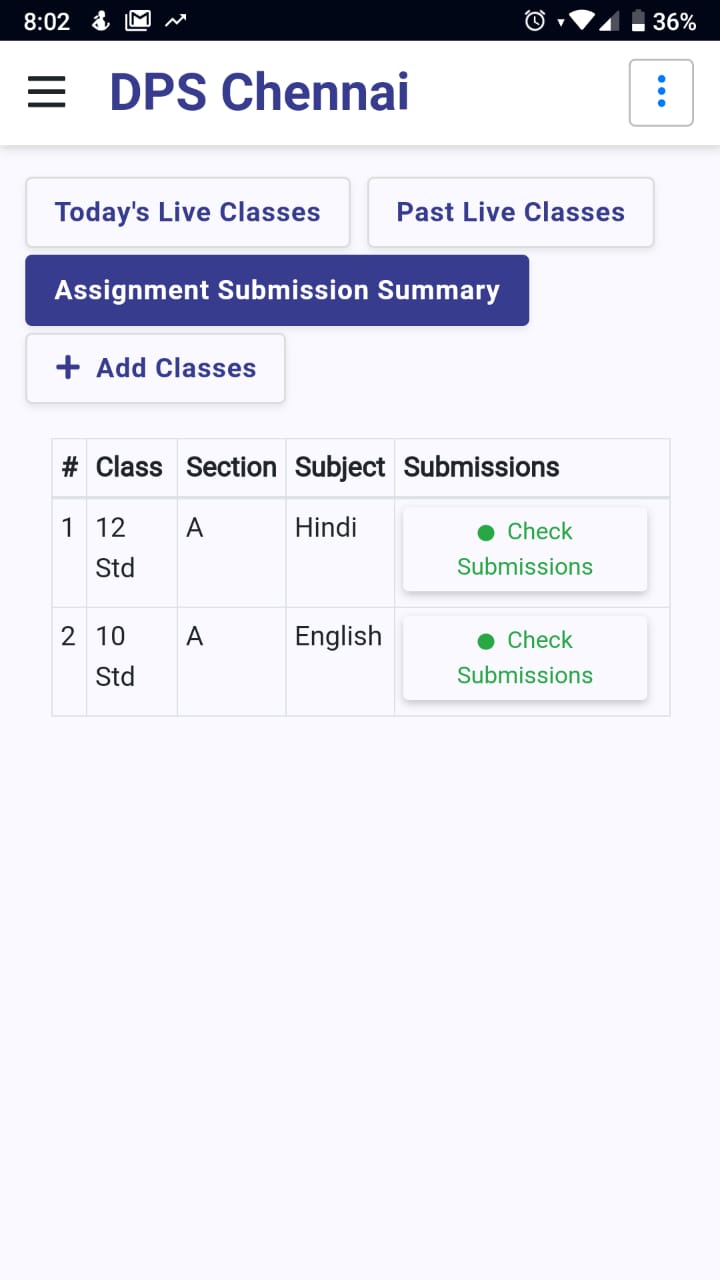 8:02 36%
DPS Chennai
Today's Live Classes Past Live Classes
Assignment Submission Summary
+ Add Classes
# Class Section Subject Submissions
1 12 Std A Hindi Check Submissions
2 10 Std A English Check Submissions